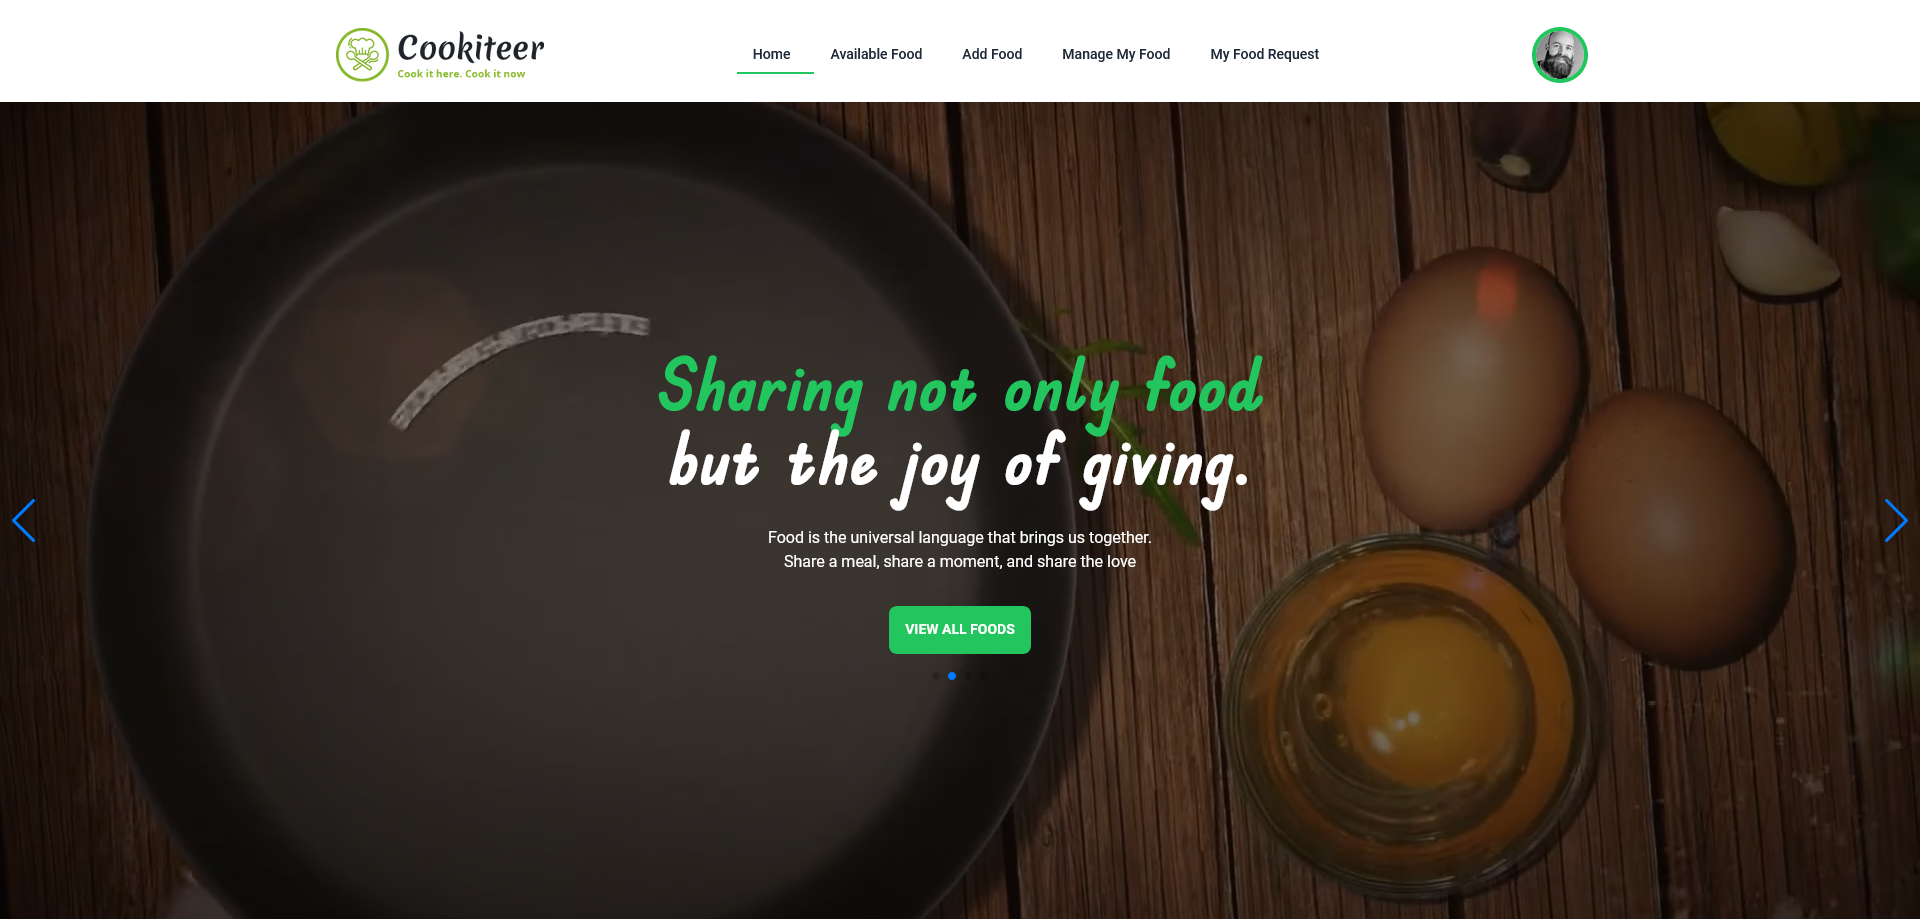 Cookiteer
Cook it here. Cook it now
Home
Available Food
Add Food
Manage My Food
My Food Request
Sharing not only food
but the joy of giving.
Food is the universal language that brings us together.
Share a meal, share a moment, and share the love
VIEW ALL FOODS